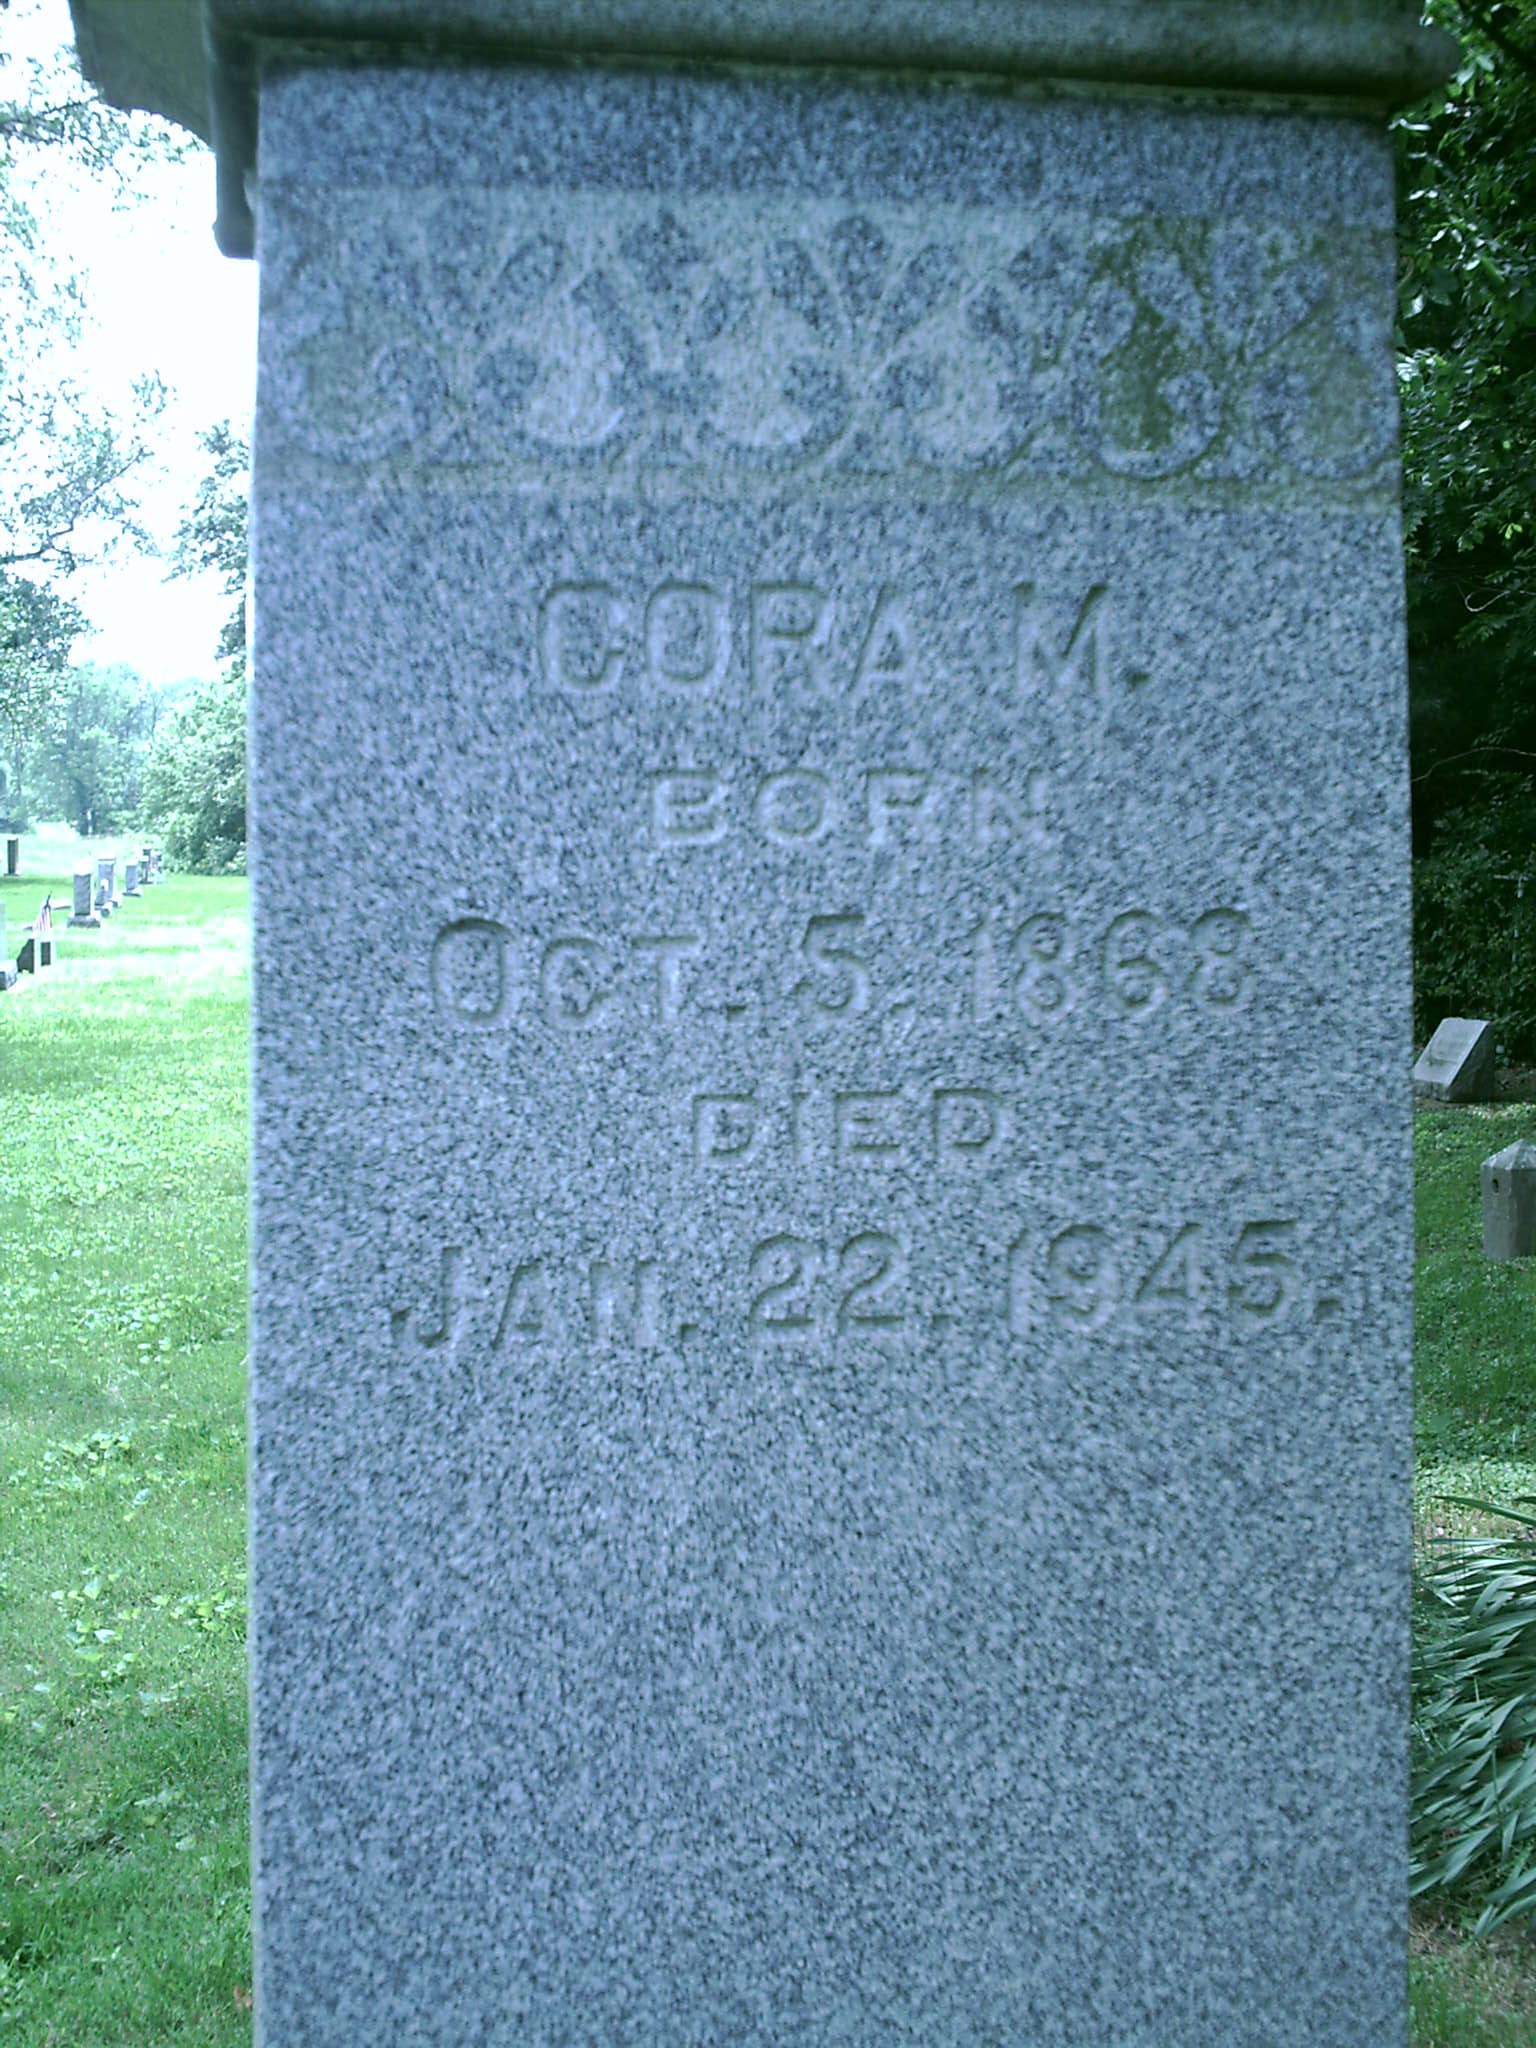 CORA M.
BORN
OCT. 5. 1868
DIED
JAN. 22. 1945.